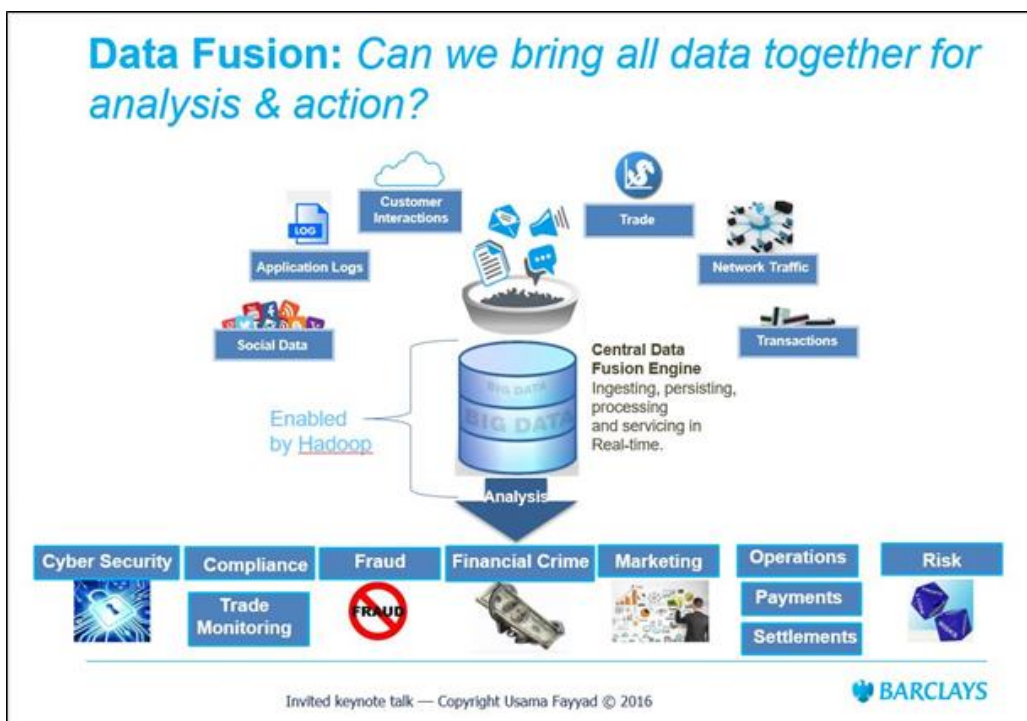 Data Fusion: Can we bring all data together for
analysis & action?
Customer
Interactions
Trade
LOG
Application Logs
Network Traffic
Social Data
Transactions
Central Data
Fusion Engine
Ingesting, persisting,
processing
and servicing in
Real-time.
BIG DATA
BIG DATA
Enabled
by Hadoop
Analysis
Cyber Security
Compliance
Fraud
Financial Crime
Marketing
Operations
Risk
Trade
Monitoring
FRAUD
Payments
Settlements
Invited keynote talk — Copyright Usama Fayyad © 2016
BARCLAYS